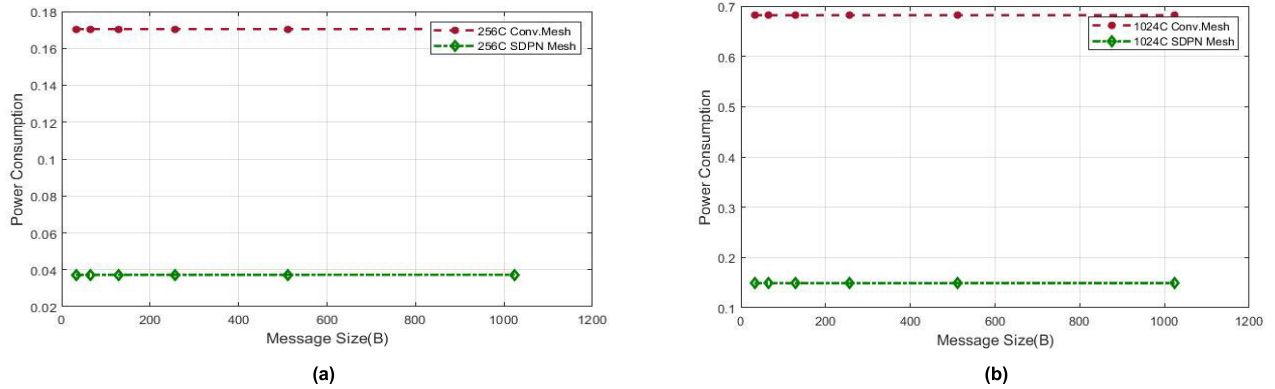 0.18
0.16
0.14
0.12
0.1
0.08
0.06
0.04
0.02
Power Consumption
256C Conv.Mesh
256C SDPN Mesh
0 200 400 600 800 1000 1200
Message Size(B)
(a)
0.7
0.6
0.5
0.4
0.3
0.2
0.1
Power Consumption
1024C Conv.Mesh
1024C SDPN Mesh
0 200 400 600 800 1000 1200
Message Size(B)
(b)